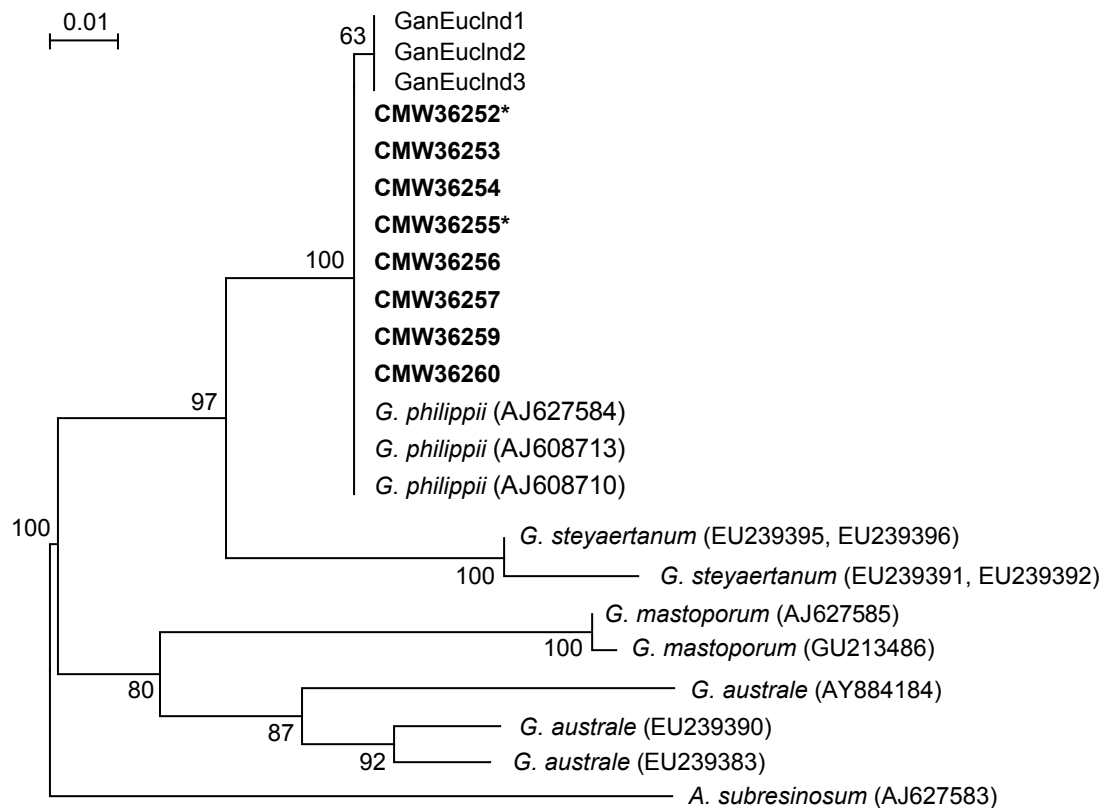 0.01
GanEucInd1
63
GanEucInd2
GanEucInd3
CMW36252*
CMW36253
CMW36254
CMW36255*
100
CMW36256
CMW36257
CMW36259
CMW36260
97
G. philippii (AJ627584)
G. philippii (AJ608713)
G. philippii (AJ608710)
100
G. steyaertanum (EU239395, EU239396)
100
G. steyaertanum (EU239391, EU239392)
G. mastoporum (AJ627585)
100
G. mastoporum (GU213486)
80
G. australe (AY884184)
87
G. australe (EU239390)
92
G. australe (EU239383)
A. subresinosum (AJ627583)